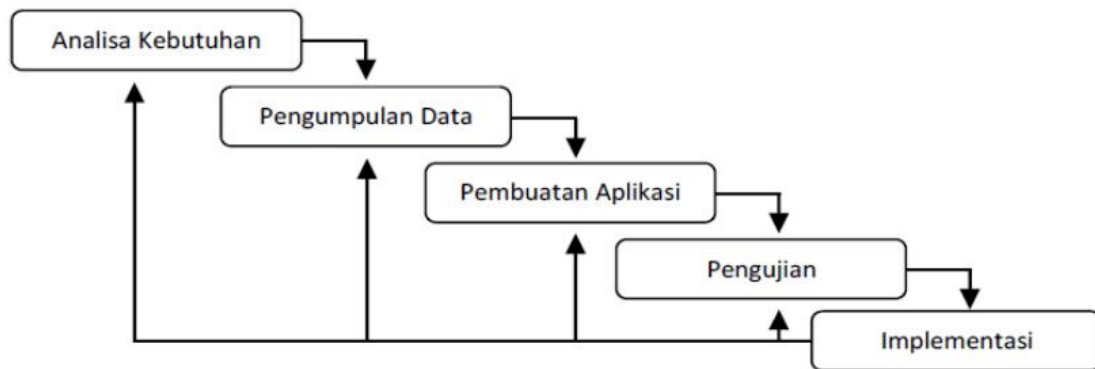 Analisa Kebutuhan
Pengumpulan Data
Pembuatan Aplikasi
Pengujian
Implementasi